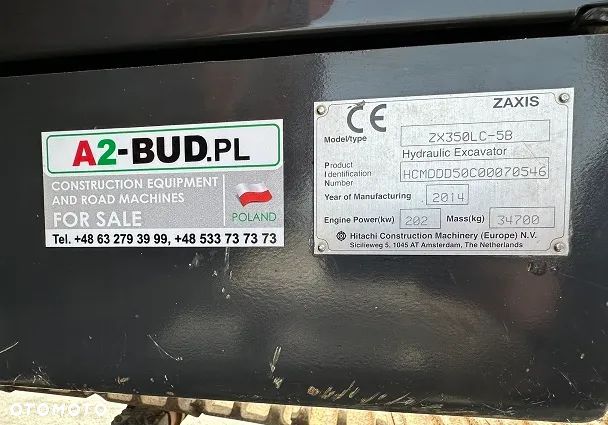 A2-BUD.PL
CONSTRUCTION EQUIPMENT
AND ROAD MACHINES
FOR SALE
POLAND
Tel. +48 63 279 39 99, +48 533 73 73 73
CE
ZAXIS
Model/type ZX350LC-5B
Hydraulic Excavator
Product
Identification
Number HCMDDD50C00070546
Year of Manufacturing 2014
Engine Power(kw) 202 Mass(kg) 34700
Hitachi Construction Machinery (Europe) N.V.
Sicilieweg 5, 1045 AT Amsterdam, The Netherlands
OTOMOTO